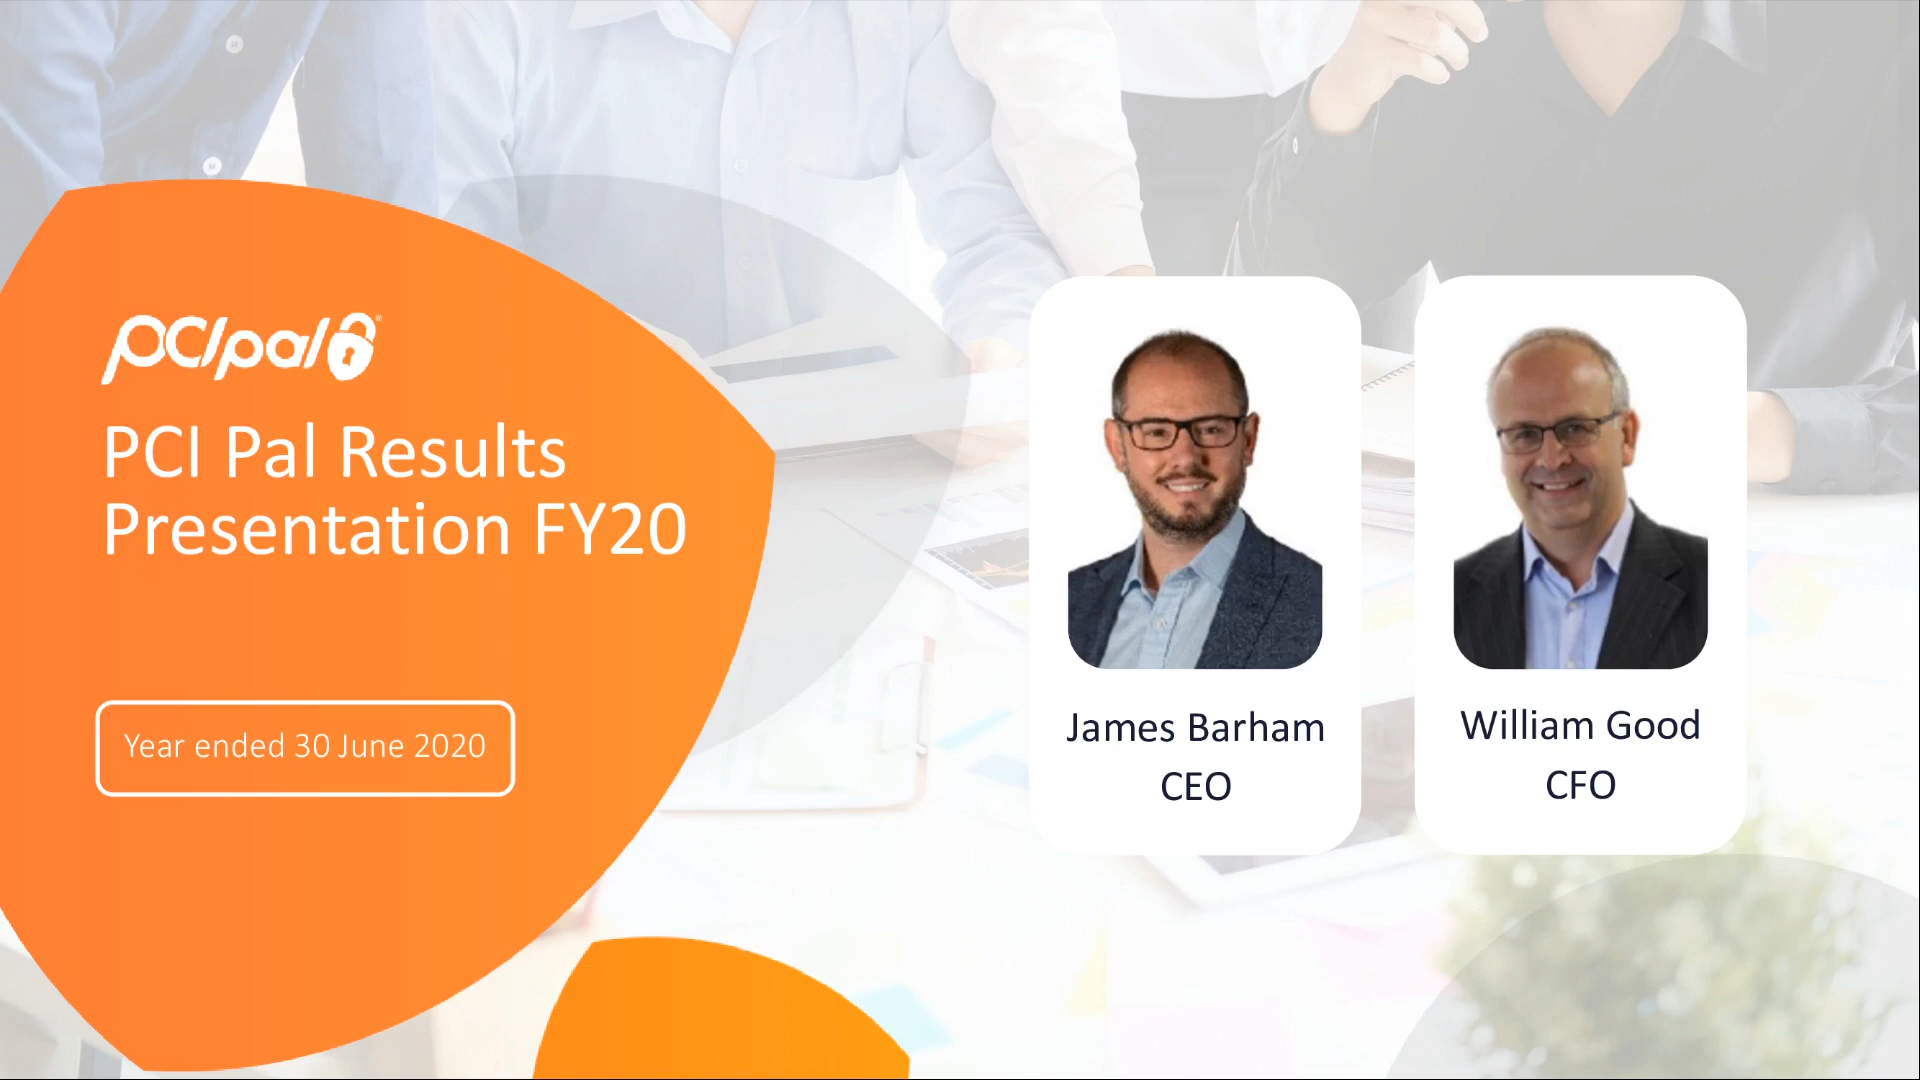 pcipal®
PCI Pal Results
Presentation FY20
Year ended 30 June 2020
James Barham
CEO
William Good
CFO